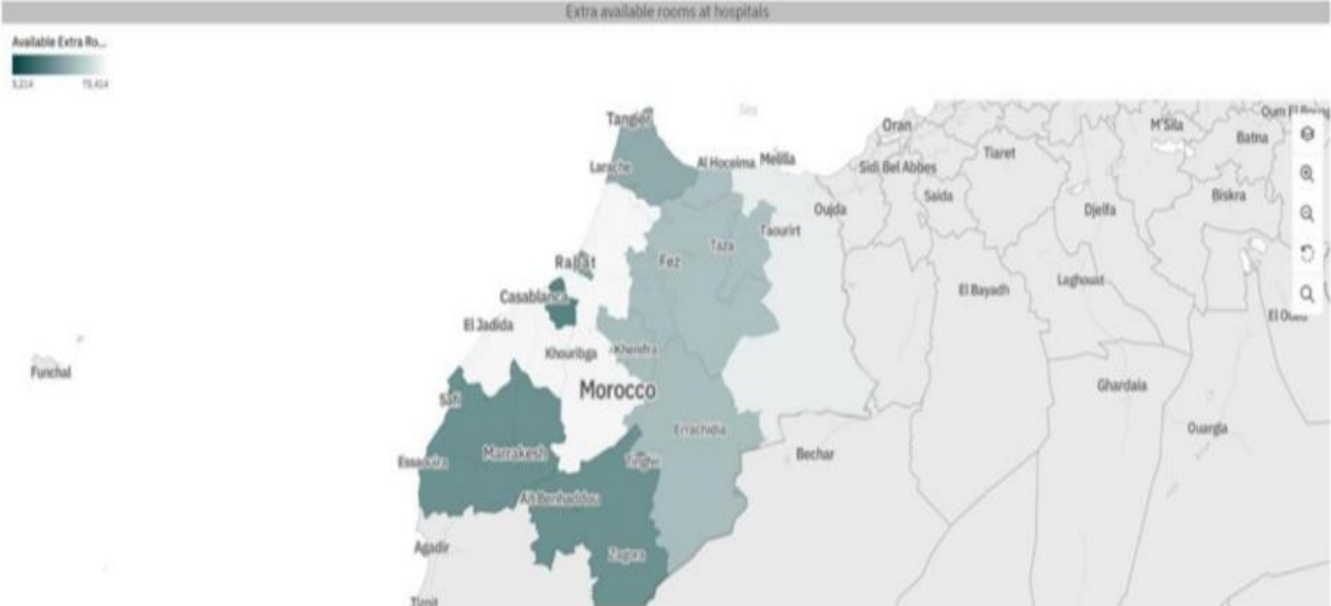 Extra available rooms at hospitals
Available Extra Ro...
Sea
Tangier
Oran
M'Sila
Batna
Larache
Al Hoceima
Melilla
Sidi Bel Abbes
Tiaret
Saida
Djelfa
Biskra
Oujda
Taourirt
Taza
Fez
Rabat
Casablanca
El Jadida
Khouribga
Khenifra
El Bayadh
Laghouat
Funchal
Morocco
Ghardaia
Safi
Errachidia
Ouargla
Essaouira
Marrakesh
Tinghir
Bechar
Ait Benhaddou
Agadir
Zagora
Tiznit